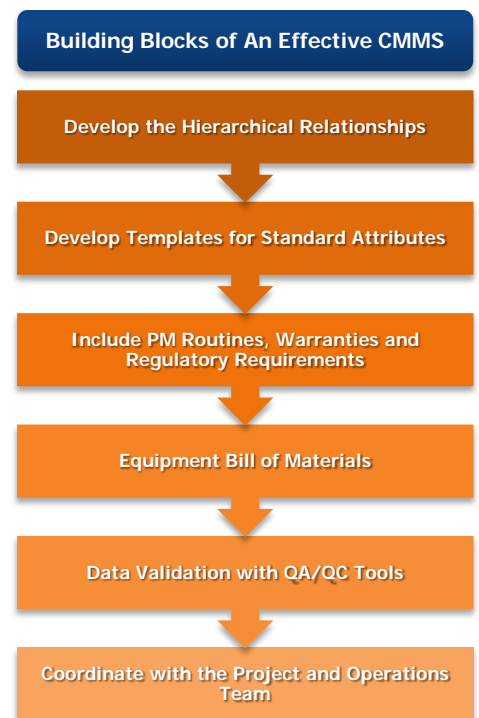 Building Blocks of An Effective CMMS
Develop the Hierarchical Relationships
Develop Templates for Standard Attributes
Include PM Routines, Warranties and
Regulatory Requirements
Equipment Bill of Materials
Data Validation with QA/QC Tools
Coordinate with the Project and Operations
Team